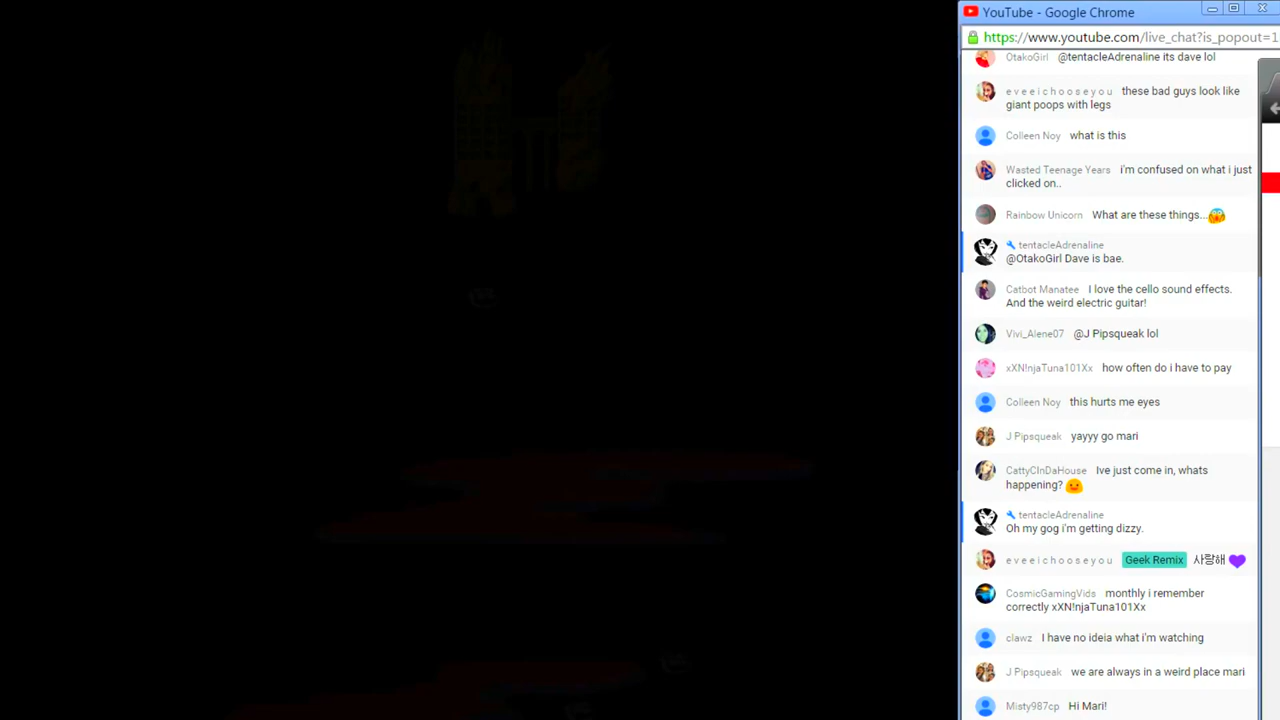 YouTube - Google Chrome
https://www.youtube.com/live_chat?is_popout=1
OtakoGirl @tentacleAdrenaline its dave lol
e v e e i c h o o s e y o u these bad guys look like
giant poops with legs
Colleen Noy what is this
Wasted Teenage Years i'm confused on what i just
clicked on..
Rainbow Unicorn What are these things...
tentacleAdrenaline
@OtakoGirl Dave is bae.
Catbot Manatee I love the cello sound effects.
And the weird electric guitar!
Vivi_Alene07 @J Pipsqueak lol
xXN!njaTuna101Xx how often do i have to pay
Colleen Noy this hurts me eyes
J Pipsqueak yayyy go mari
CattyCInDaHouse Ive just come in, whats
happening?
tentacleAdrenaline
Oh my gog i'm getting dizzy.
e v e e i c h o o s e y o u Geek Remix 사랑해
CosmicGamingVids monthly i remember
correctly xXN!njaTuna101Xx
clawz I have no ideia what i'm watching
J Pipsqueak we are always in a weird place mari
Misty987cp Hi Mari!